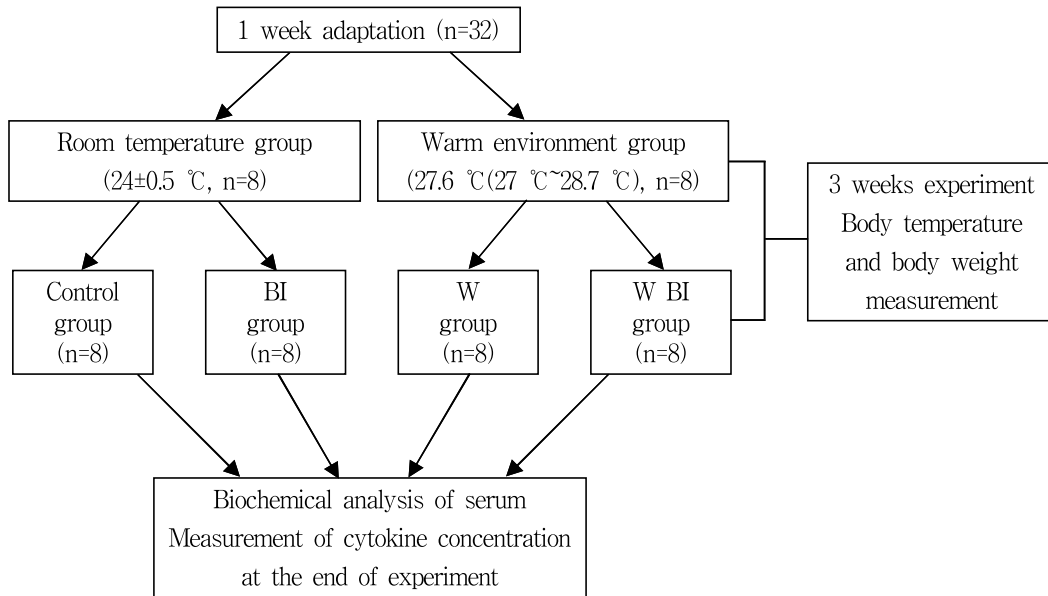 1 week adaptation (n=32)
Room temperature group
(24±0.5 ℃, n=8)
Warm environment group
(27.6 ℃(27 ℃~28.7 ℃), n=8)
3 weeks experiment
Body temperature
and body weight
measurement
Control
group
(n=8)
BI
group
(n=8)
W
group
(n=8)
W BI
group
(n=8)
Biochemical analysis of serum
Measurement of cytokine concentration
at the end of experiment